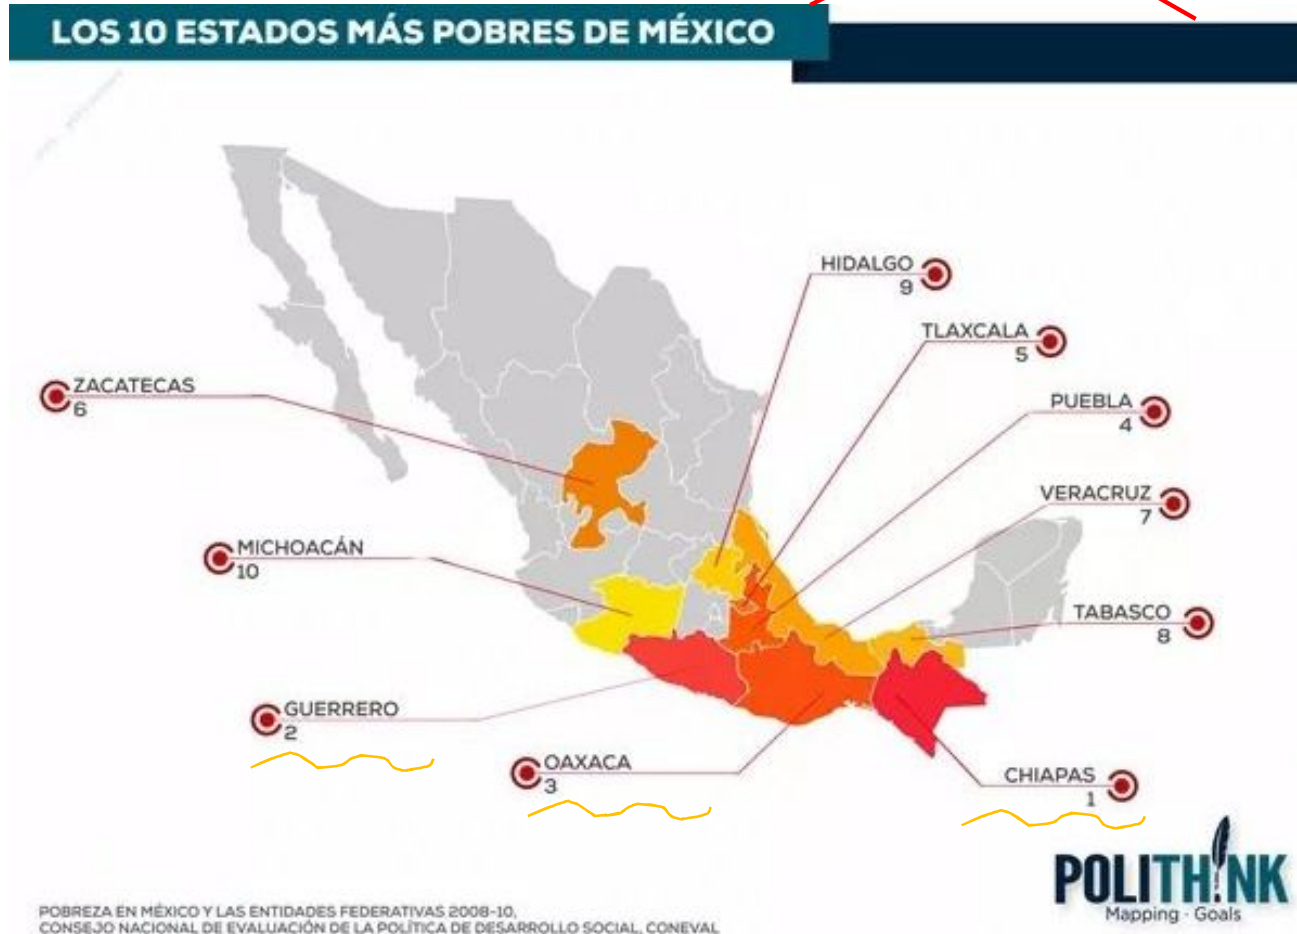 LOS 10 ESTADOS MÁS POBRES DE MÉXICO
HIDALGO
9
TLAXCALA
5
ZACATECAS
6
PUEBLA
4
VERACRUZ
7
MICHOACÁN
10
TABASCO
8
GUERRERO
2
OAXACA
3
CHIAPAS
1
POLITH!NK
Mapping · Goals
POBREZA EN MÉXICO Y LAS ENTIDADES FEDERATIVAS 2008-10,
CONSEJO NACIONAL DE EVALUACIÓN DE LA POLÍTICA DE DESARROLLO SOCIAL, CONEVAL